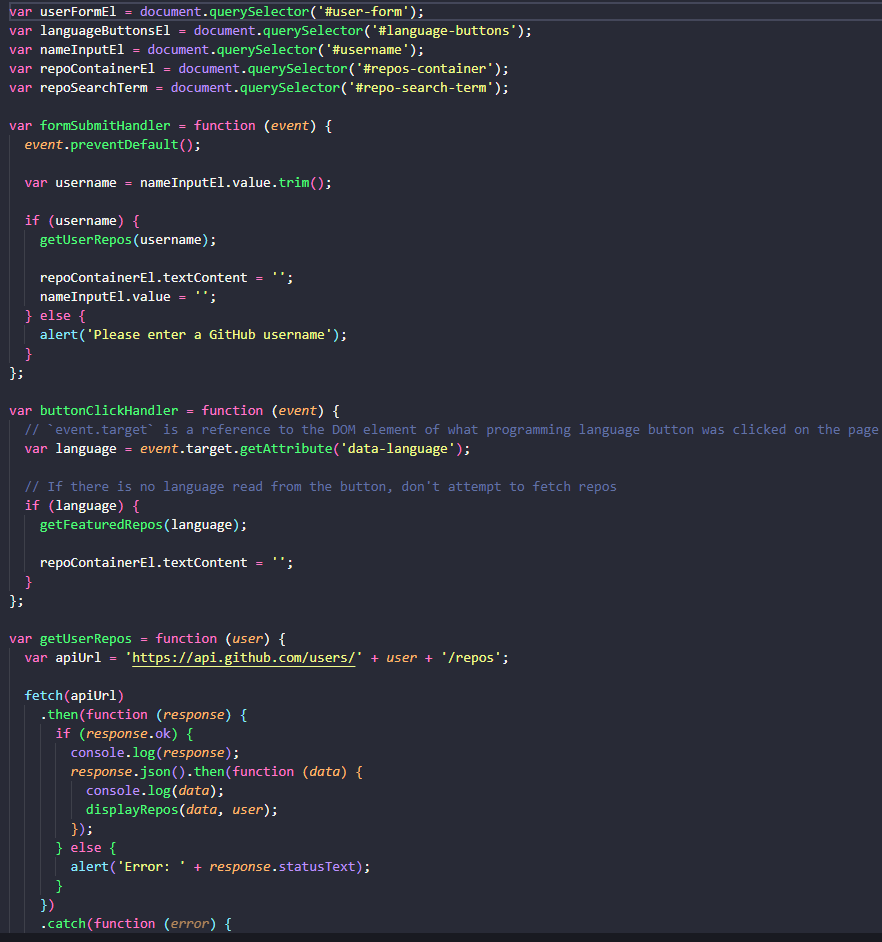 var userFormEl = document.querySelector('#user-form');
var languageButtonsEl = document.querySelector('#language-buttons');
var nameInputEl = document.querySelector('#username');
var repoContainerEl = document.querySelector('#repos-container');
var repoSearchTerm = document.querySelector('#repo-search-term');

var formSubmitHandler = function (event) {
  event.preventDefault();

  var username = nameInputEl.value.trim();

  if (username) {
    getUserRepos(username);

    repoContainerEl.textContent = '';
    nameInputEl.value = '';
  } else {
    alert('Please enter a GitHub username');
  }
};

var buttonClickHandler = function (event) {
  // `event.target` is a reference to the DOM element of what programming language button was clicked on the page
  var language = event.target.getAttribute('data-language');

  // If there is no language read from the button, don't attempt to fetch repos
  if (language) {
    getFeaturedRepos(language);

    repoContainerEl.textContent = '';
  }
};

var getUserRepos = function (user) {
  var apiUrl = 'https://api.github.com/users/' + user + '/repos';

  fetch(apiUrl)
    .then(function (response) {
      if (response.ok) {
        console.log(response);
        response.json().then(function (data) {
          console.log(data);
          displayRepos(data, user);
        });
      } else {
        alert('Error: ' + response.statusText);
      }
    })
    .catch(function (error) {